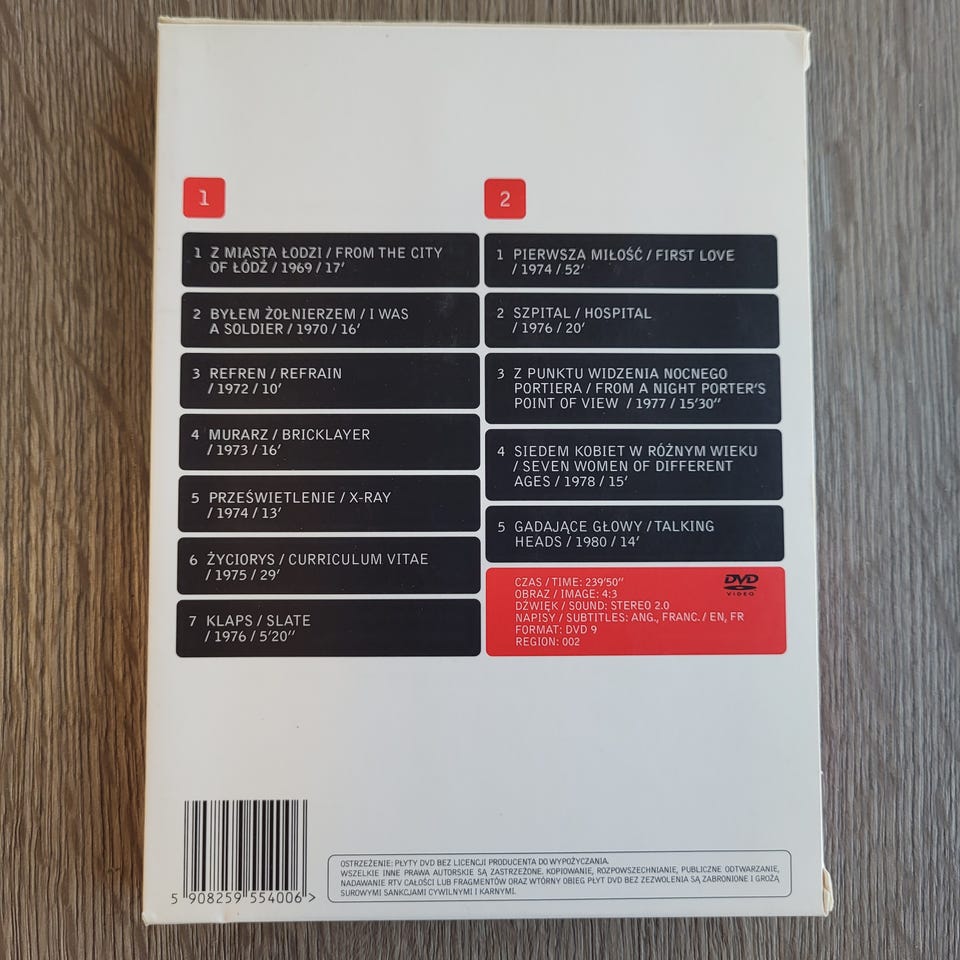 1
1 Z MIASTA ŁODZI / FROM THE CITY
OF ŁÓDŹ / 1969 / 17'
2 BYŁEM ŻOŁNIERZEM / I WAS
A SOLDIER / 1970 / 16'
3 REFREN / REFRAIN
/ 1972 / 10'
4 MURARZ / BRICKLAYER
/ 1973 / 16'
5 PRZEŚWIETLENIE / X-RAY
/ 1974 / 13'
6 ŻYCIORYS / CURRICULUM VITAE
/ 1975 / 29'
7 KLAPS / SLATE
/ 1976 / 5'20"
2
1 PIERWSZA MIŁOŚĆ / FIRST LOVE
/ 1974 / 52'
2 SZPITAL / HOSPITAL
/ 1976 / 20'
3 Z PUNKTU WIDZENIA NOCNEGO
PORTIERA / FROM A NIGHT PORTER'S
POINT OF VIEW / 1977 / 15'30"
4 SIEDEM KOBIET W RÓŻNYM WIEKU
/ SEVEN WOMEN OF DIFFERENT
AGES / 1978 / 15'
5 GADAJĄCE GŁOWY / TALKING
HEADS / 1980 / 14'
CZAS / TIME: 239'50"
OBRAZ / IMAGE: 4:3
DŹWIĘK / SOUND: STEREO 2.0
NAPISY / SUBTITLES: ANG., FRANC. / EN, FR
FORMAT: DVD 9
REGION: 002
DVD
VIDEO
5 908259 554006 >
OSTRZEŻENIE: PŁYTY DVD BEZ LICENCJI PRODUCENTA DO WYPOŻYCZANIA.
WSZELKIE INNE PRAWA AUTORSKIE SĄ ZASTRZEŻONE. KOPIOWANIE, ROZPOWSZECHNIANIE, PUBLICZNE ODTWARZANIE,
NADAWANIE RTV CAŁOŚCI LUB FRAGMENTÓW ORAZ WTÓRNY OBIEG PŁYT DVD BEZ ZEZWOLENIA SĄ ZABRONIONE I GROŻĄ
SUROWYMI SANKCJAMI CYWILNYMI I KARNYMI.